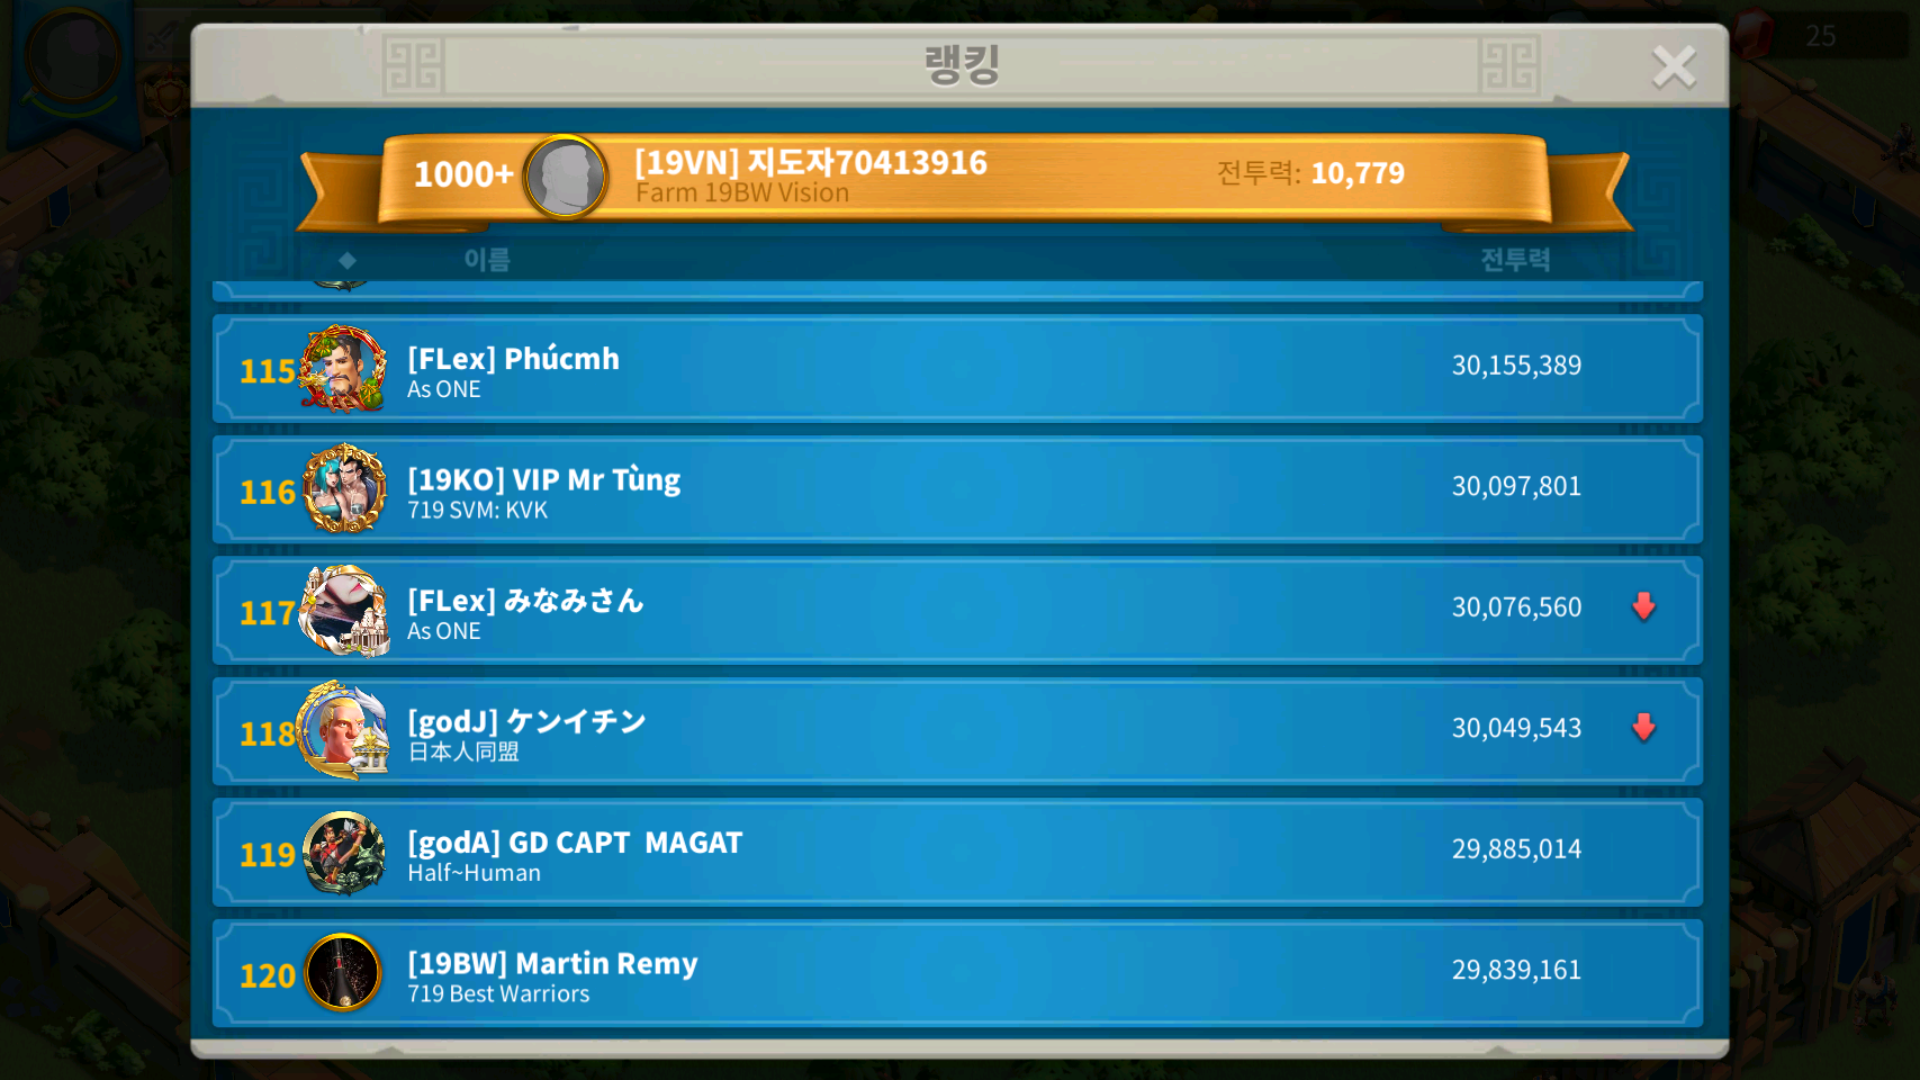 25
랭킹
1000+
[19VN] 지도자70413916
Farm 19BW Vision
전투력: 10,779
이름
전투력
115
[FLex] Phúcmh
As ONE
30,155,389
116
[19KO] VIP Mr Tùng
719 SVM: KVK
30,097,801
117
[FLex] みなみさん
As ONE
30,076,560
118
[godJ] ケンイチン
日本人同盟
30,049,543
119
[godA] GD CAPT  MAGAT
Half~Human
29,885,014
120
[19BW] Martin Remy
719 Best Warriors
29,839,161